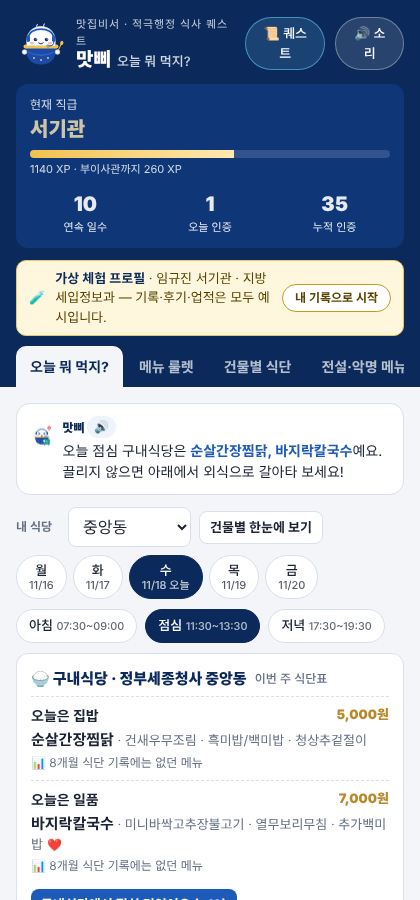 맛집비서 · 적극행정 식사 퀘스
트
맛삐 오늘 뭐 먹지?
📜 퀘스
트
🔊 소
리
현재 직급
서기관
1140 XP · 부이사관까지 260 XP
10
연속 일수
1
오늘 인증
35
누적 인증
🧪 가상 체험 프로필 · 임규진 서기관 · 지방
세입정보과 — 기록·후기·업적은 모두 예
시입니다.
내 기록으로 시작
오늘 뭐 먹지?
메뉴 룰렛
건물별 식단
전설·악명 메뉴
맛삐 🔊
오늘 점심 구내식당은 순살간장찜닭, 바지락칼국수예요.
끌리지 않으면 아래에서 외식으로 갈아타 보세요!
내 식당
중앙동
건물별 한눈에 보기
월
11/16
화
11/17
수
11/18 오늘
목
11/19
금
11/20
아침 07:30~09:00
점심 11:30~13:30
저녁 17:30~19:30
🍚 구내식당 · 정부세종청사 중앙동 이번 주 식단표
오늘은 집밥 5,000원
순살간장찜닭 · 건새우무조림 · 흑미밥/백미밥 · 청상추겉절이
📊 8개월 식단 기록에는 없던 메뉴
오늘은 일품 7,000원
바지락칼국수 · 미니바싹고추장불고기 · 열무보리무침 · 추가백미
밥 ❤️
📊 8개월 식단 기록에는 없던 메뉴